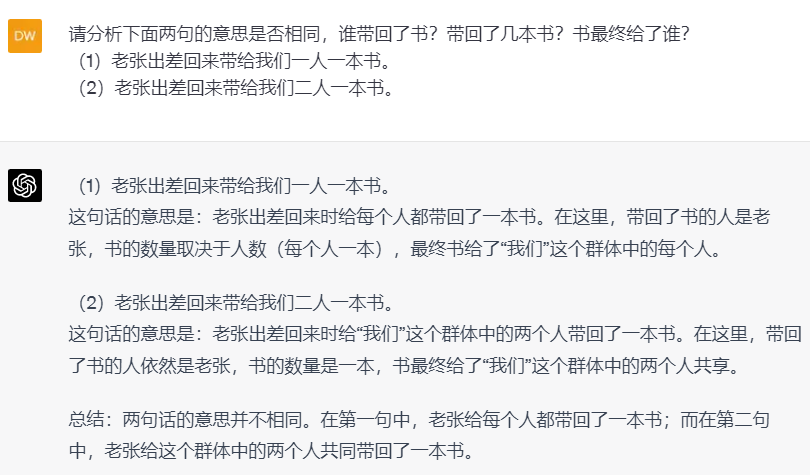 DW
请分析下面两句的意思是否相同，谁带回了书？带回了几本书？书最终给了谁？
（1）老张出差回来带给我们一人一本书。
（2）老张出差回来带给我们二人一本书。
（1）老张出差回来带给我们一人一本书。
这句话的意思是：老张出差回来时给每个人都带回了一本书。在这里，带回了书的人是老
张，书的数量取决于人数（每个人一本），最终书给了“我们”这个群体中的每个人。
（2）老张出差回来带给我们二人一本书。
这句话的意思是：老张出差回来时给“我们”这个群体中的两个人带回了一本书。在这里，带回
了书的人依然是老张，书的数量是一本，书最终给了“我们”这个群体中的两个人共享。
总结：两句话的意思并不相同。在第一句中，老张给每个人都带回了一本书；而在第二句
中，老张给这个群体中的两个人共同带回了一本书。